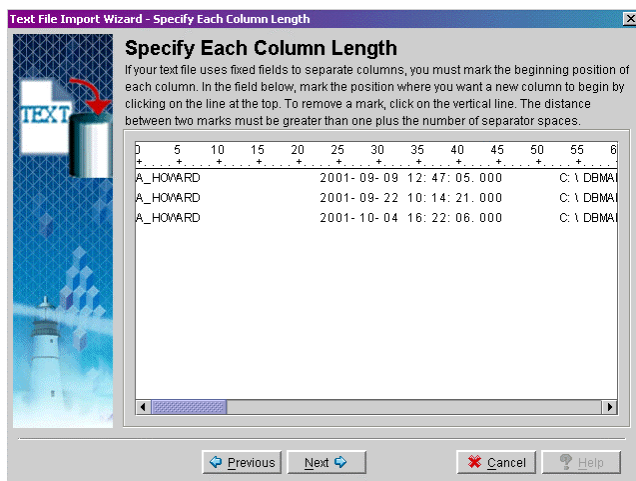 Text File Import Wizard - Specify Each Column Length
TEXT
Specify Each Column Length
If your text file uses fixed fields to separate columns, you must mark the beginning position of
each column. In the field below, mark the position where you want a new column to begin by
clicking on the line at the top. To remove a mark, click on the vertical line. The distance
between two marks must be greater than one plus the number of separator spaces.
0 5 10 15 20 25 30 35 40 45 50 55 6
+. . . . +. . . . +. . . . +. . . . +. . . . +. . . . +. . . . +. . . . +. . . . +. . . . +. . . . +. . . .
A_HOWARD 2001-09-09 12:47:05.000 C:\DBMA
A_HOWARD 2001-09-22 10:14:21.000 C:\DBMA
A_HOWARD 2001-10-04 16:22:06.000 C:\DBMA
Previous Next Cancel Help